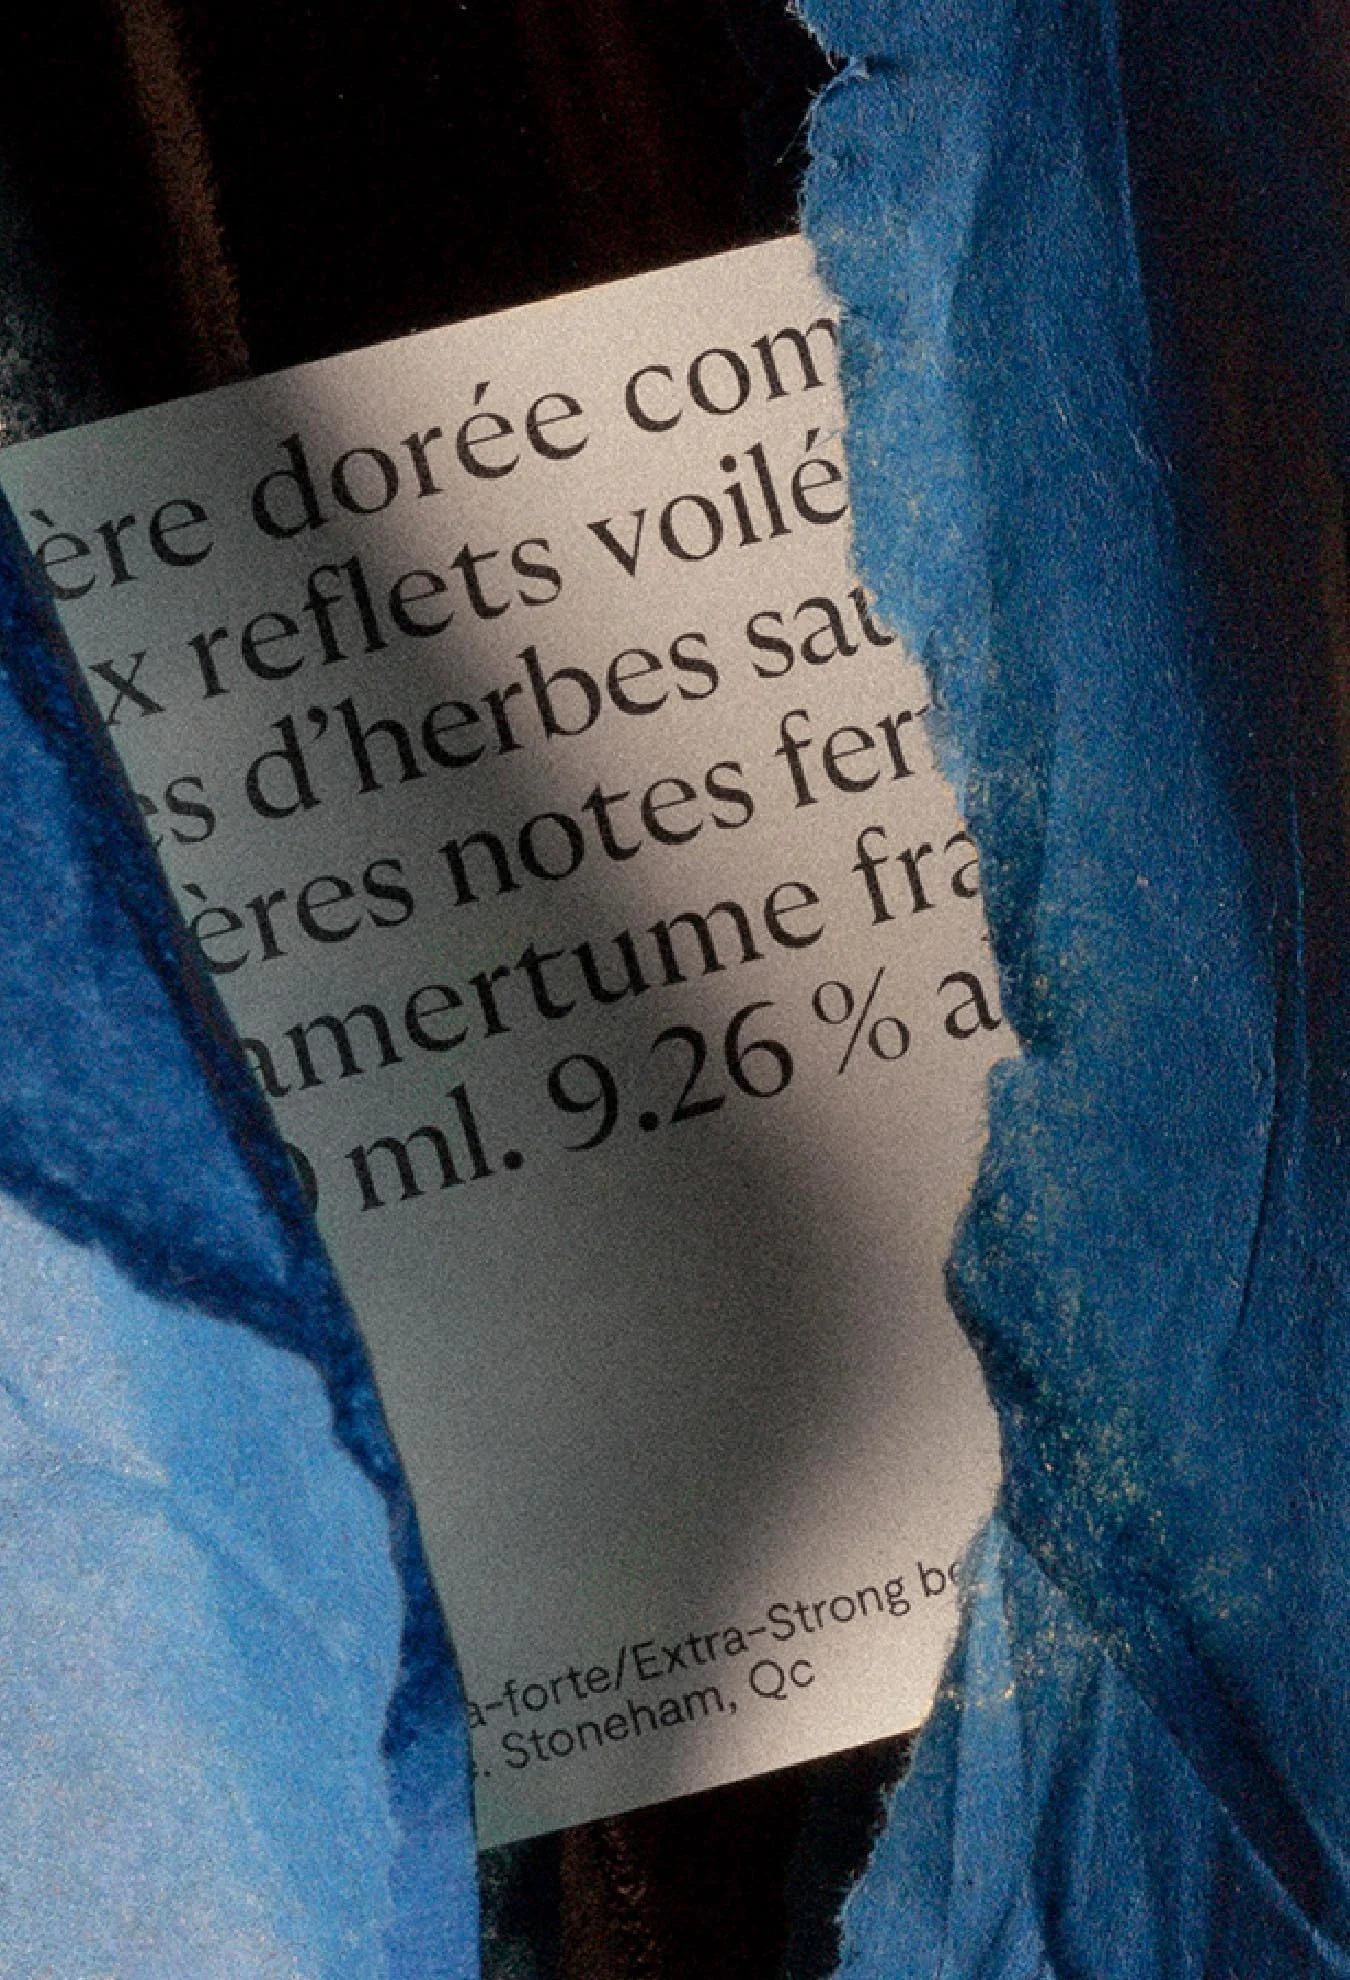 ère dorée com
x reflets voilé
es d’herbes sau
ères notes fer
amertume fra
ml. 9.26 % a
a-forte/Extra-Strong be
. Stoneham, Qc